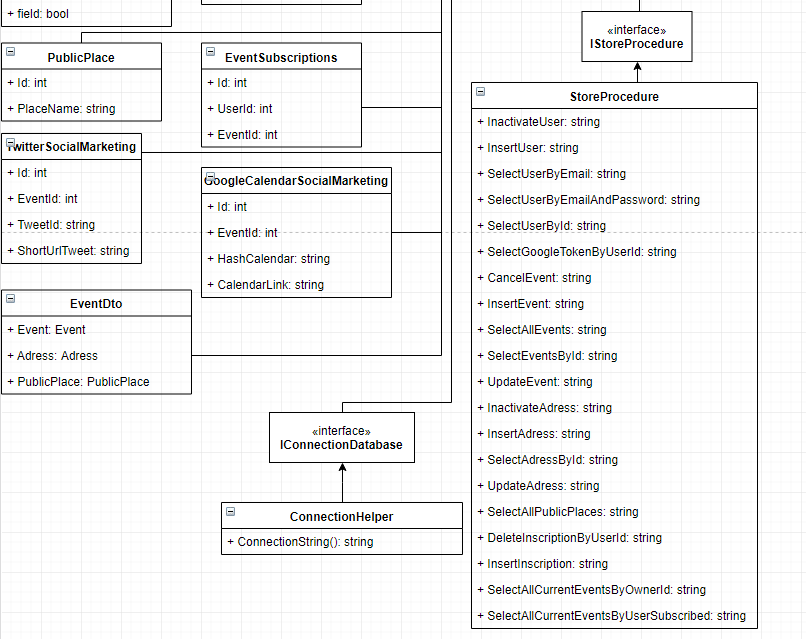 + field: bool
PublicPlace
+ Id: int
+ PlaceName: string
EventSubscriptions
+ Id: int
+ UserId: int
+ EventId: int
TwitterSocialMarketing
+ Id: int
+ EventId: int
+ TweetId: string
+ ShortUrlTweet: string
GoogleCalendarSocialMarketing
+ Id: int
+ EventId: int
+ HashCalendar: string
+ CalendarLink: string
EventDto
+ Event: Event
+ Adress: Adress
+ PublicPlace: PublicPlace
«interface»
IConnectionDatabase
ConnectionHelper
+ ConnectionString(): string
«interface»
IStoreProcedure
StoreProcedure
+ InactivateUser: string
+ InsertUser: string
+ SelectUserByEmail: string
+ SelectUserByEmailAndPassword: string
+ SelectUserById: string
+ SelectGoogleTokenByUserId: string
+ CancelEvent: string
+ InsertEvent: string
+ SelectAllEvents: string
+ SelectEventsById: string
+ UpdateEvent: string
+ InactivateAdress: string
+ InsertAdress: string
+ SelectAdressById: string
+ UpdateAdress: string
+ SelectAllPublicPlaces: string
+ DeleteInscriptionByUserId: string
+ InsertInscription: string
+ SelectAllCurrentEventsByOwnerId: string
+ SelectAllCurrentEventsByUserSubscribed: string